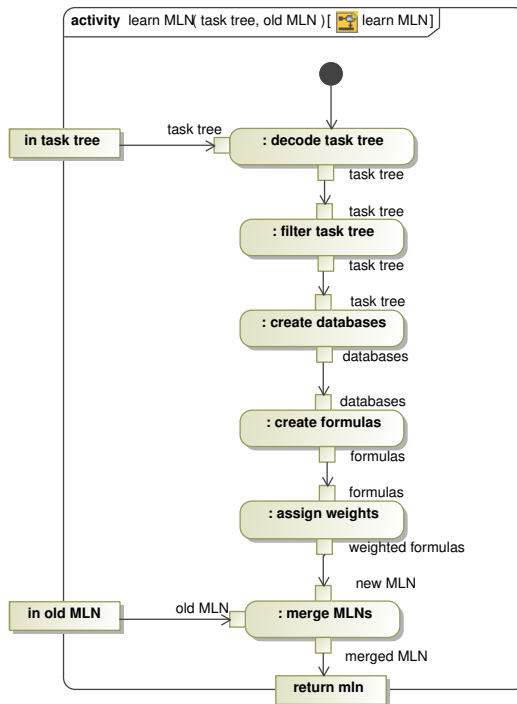 activity learn MLN( task tree, old MLN ) [ learn MLN ]
in task tree
task tree
: decode task tree
task tree
task tree
: filter task tree
task tree
task tree
: create databases
databases
databases
: create formulas
formulas
formulas
: assign weights
weighted formulas
new MLN
in old MLN
old MLN
: merge MLNs
merged MLN
return mln